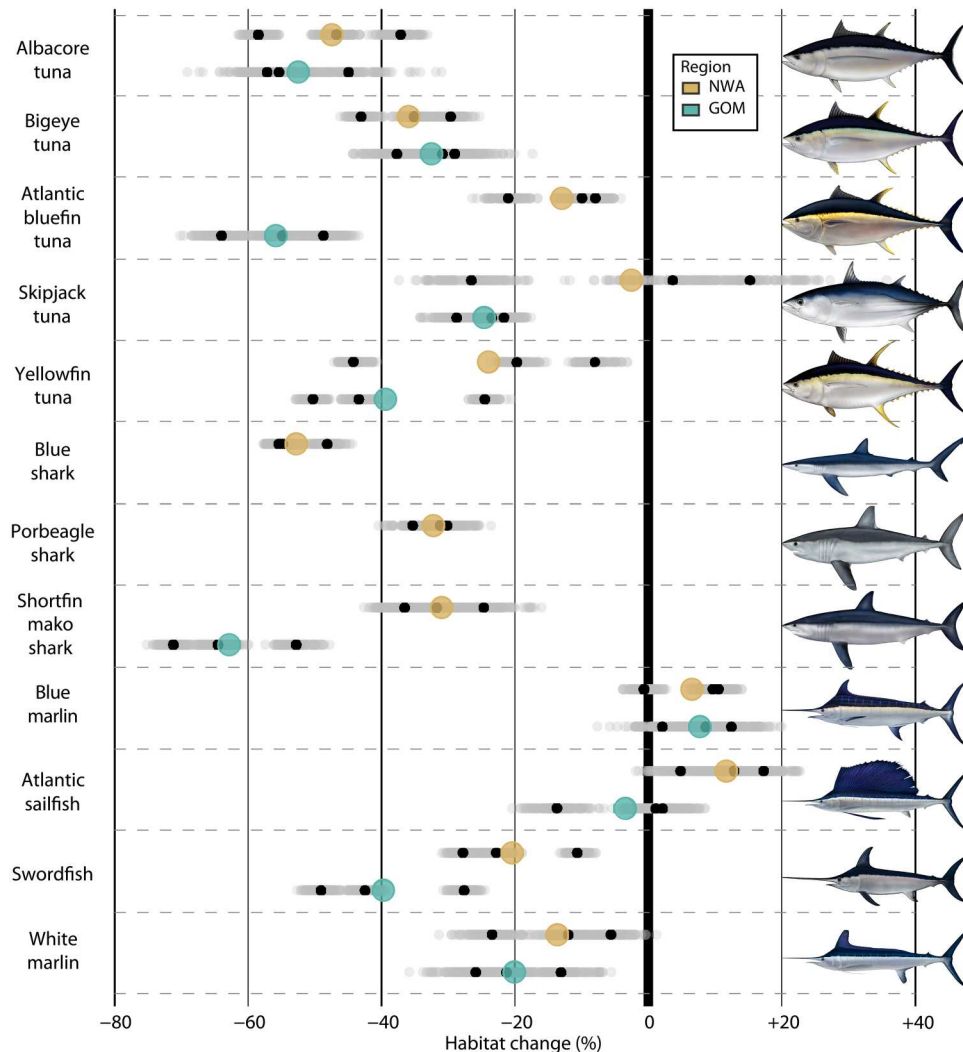 Albacore
tuna
Region
NWA
GOM
Bigeye
tuna
Atlantic
bluefin
tuna
Skipjack
tuna
Yellowfin
tuna
Blue
shark
Porbeagle
shark
Shortfin
mako
shark
Blue
marlin
Atlantic
sailfish
Swordfish
White
marlin
−80 −60 −40 −20 0 +20 +40
Habitat change (%)